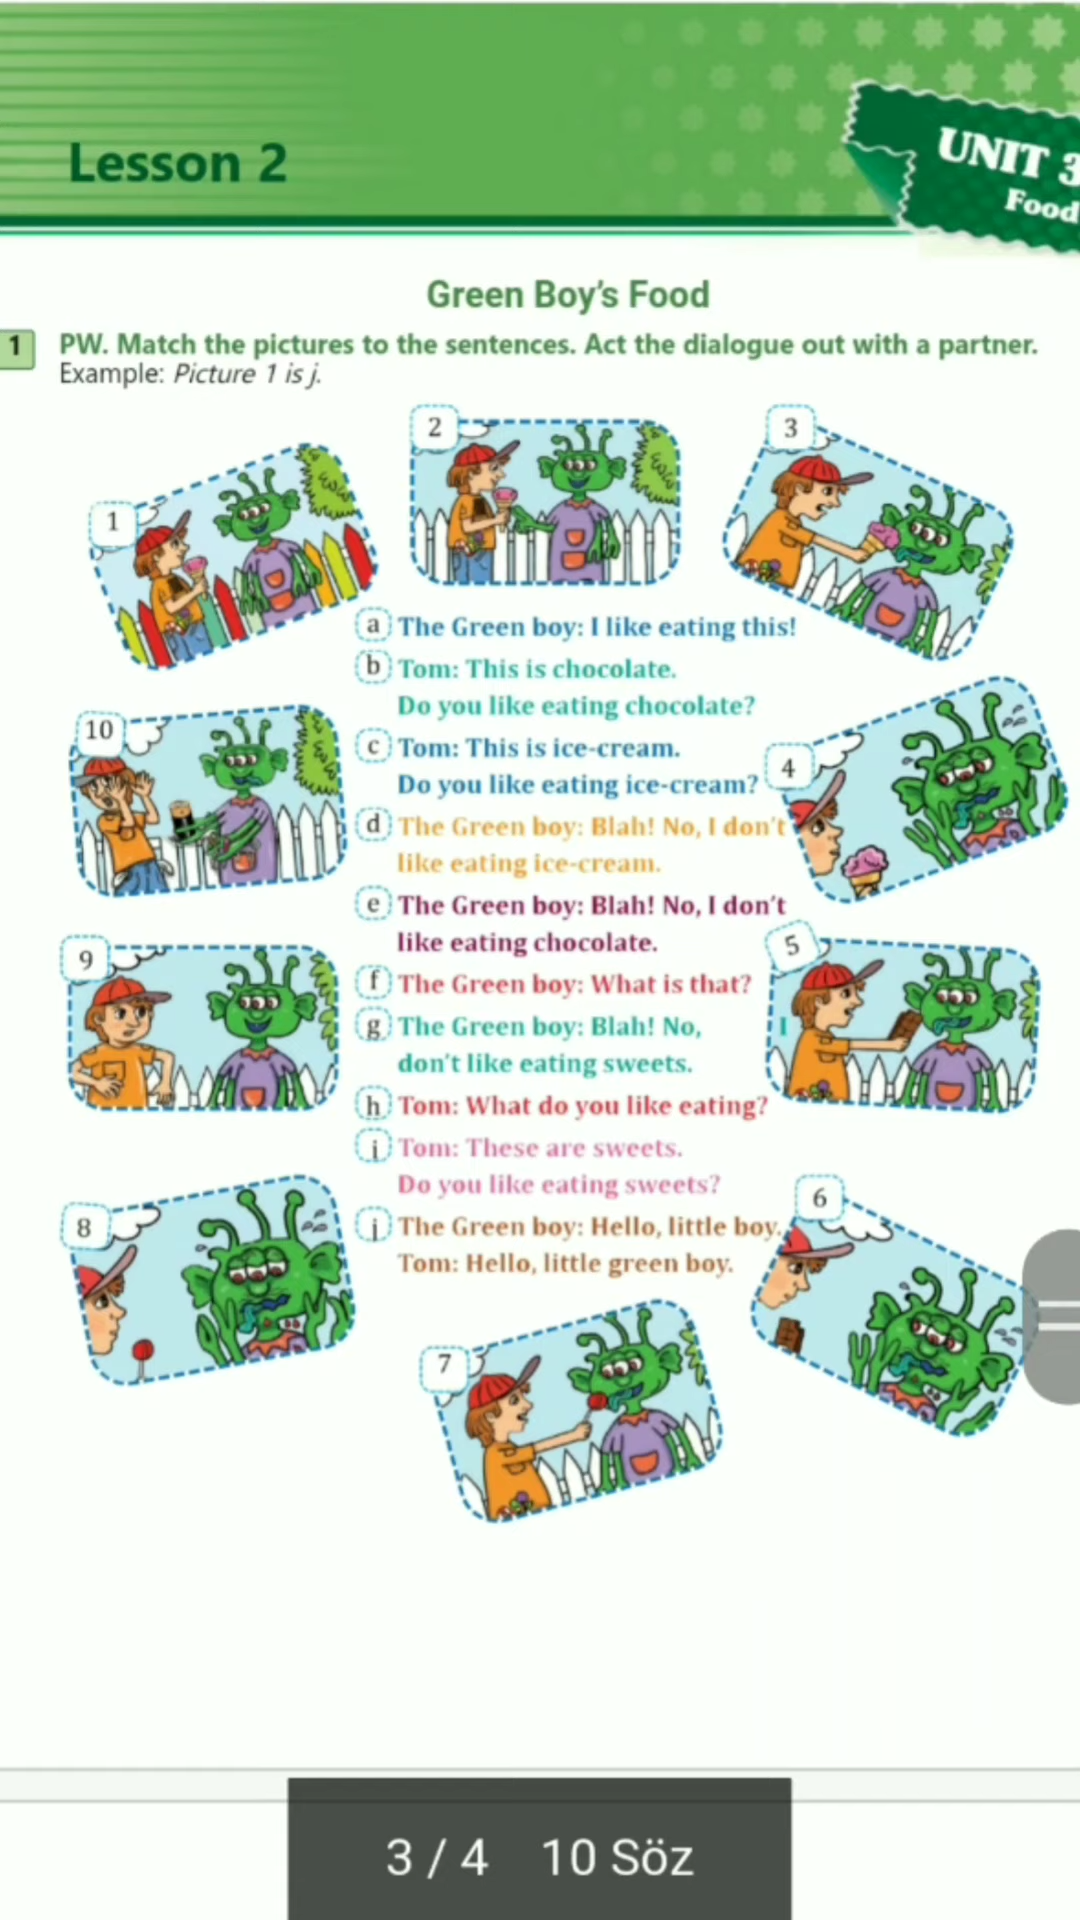 Lesson 2
UNIT 3
Food
Green Boy's Food
1 PW. Match the pictures to the sentences. Act the dialogue out with a partner.
Example: Picture 1 is j.
1
2
3
a The Green boy: I like eating this!
b Tom: This is chocolate.
Do you like eating chocolate?
10
c Tom: This is ice-cream.
Do you like eating ice-cream?
4
d The Green boy: Blah! No, I don't
like eating ice-cream.
e The Green boy: Blah! No, I don't
like eating chocolate.
9
5
f The Green boy: What is that?
g The Green boy: Blah! No, I
don't like eating sweets.
h Tom: What do you like eating?
i Tom: These are sweets.
Do you like eating sweets?
8
6
j The Green boy: Hello, little boy.
Tom: Hello, little green boy.
7
3 / 4 10 Söz